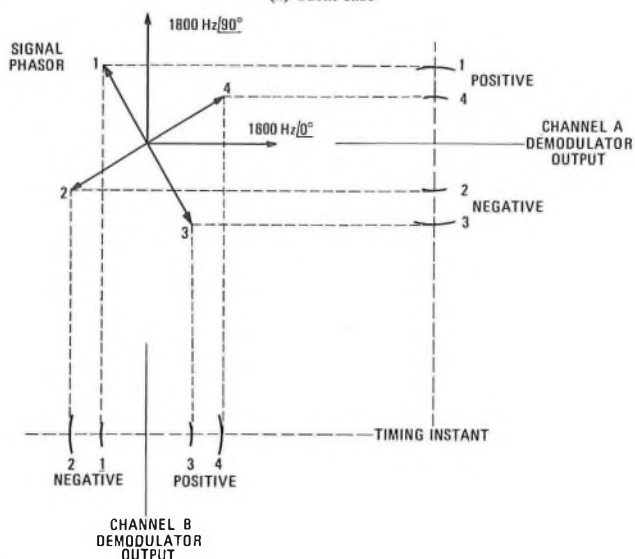 1800 Hz/90°
SIGNAL
PHASOR
1
4
1
POSITIVE
4
1800 Hz/0°
CHANNEL A
DEMODULATOR
OUTPUT
2
3
2
NEGATIVE
3
TIMING INSTANT
2 1 3 4
NEGATIVE POSITIVE
CHANNEL B
DEMODULATOR
OUTPUT